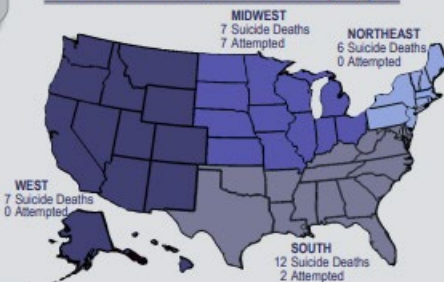 MIDWEST
7 Suicide Deaths
7 Attempted
NORTHEAST
6 Suicide Deaths
0 Attempted
WEST
7 Suicide Deaths
0 Attempted
SOUTH
12 Suicide Deaths
2 Attempted